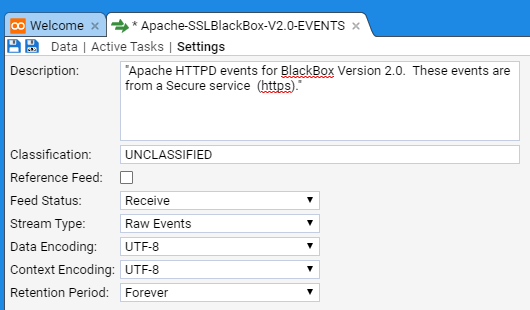 Welcome × * Apache-SSLBlackBox-V2.0-EVENTS ×
Data | Active Tasks | Settings
Description: "Apache HTTPD events for BlackBox Version 2.0. These events are
from a Secure service (https)."
Classification: UNCLASSIFIED
Reference Feed:
Feed Status: Receive
Stream Type: Raw Events
Data Encoding: UTF-8
Context Encoding: UTF-8
Retention Period: Forever